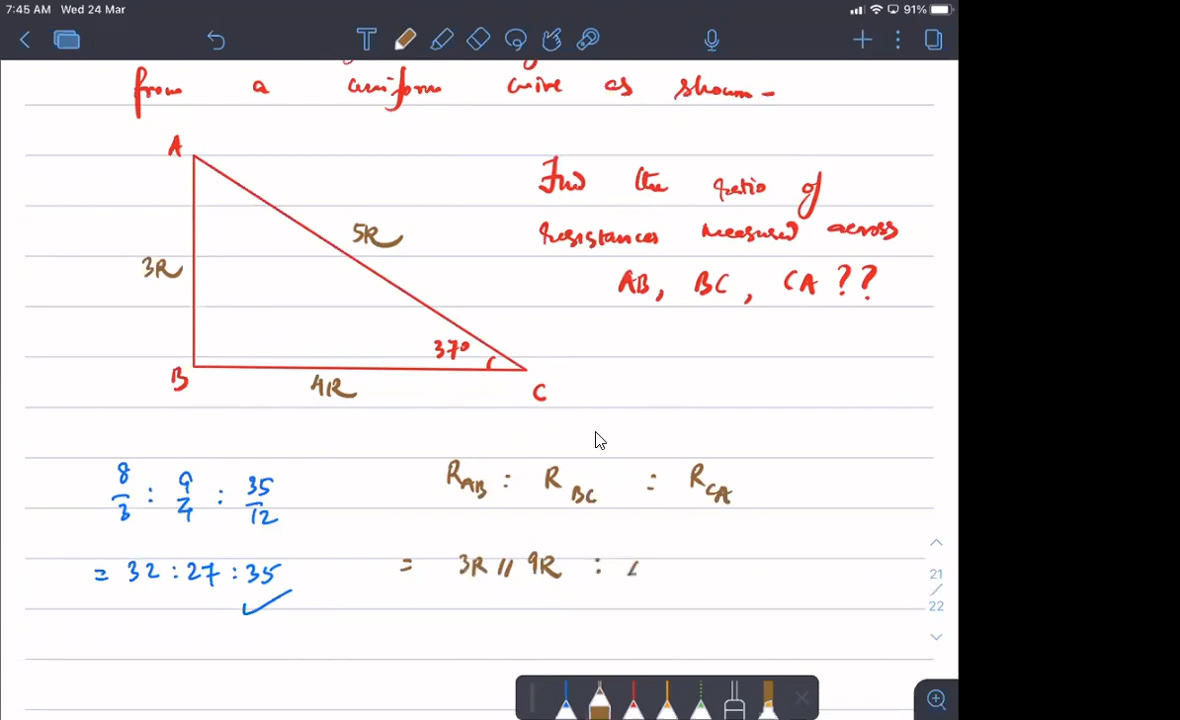 7:45 AM Wed 24 Mar
91%
from a uniform wire as shown -
A
Find the ratio of
5R
resistances measured across
3R
AB, BC, CA ??
37°
B
4R
C
R_AB : R_BC : R_CA
8/3 : 9/4 : 35/12
= 3R // 9R :
= 32 : 27 : 35
21
/
22